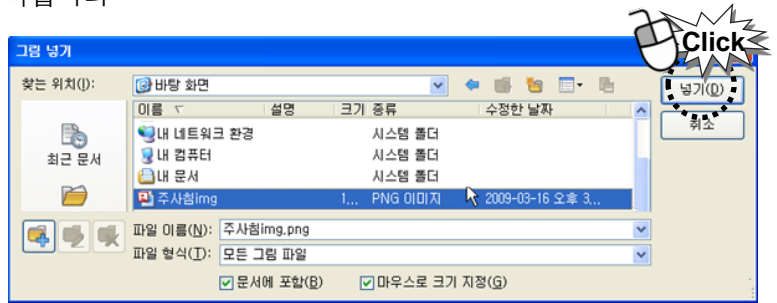 Click
그림 넣기
찾는 위치(I): 바탕 화면 넣기(D)
이름 설명 크기 종류 수정한 날짜
취소
내 네트워크 환경 시스템 폴더
내 컴퓨터 시스템 폴더
최근 문서
내 문서 시스템 폴더
주사침img 1... PNG 이미지 2009-03-16 오후 3...
파일 이름(N): 주사침img.png
파일 형식(T): 모든 그림 파일
문서에 포함(B) 마우스로 크기 지정(G)